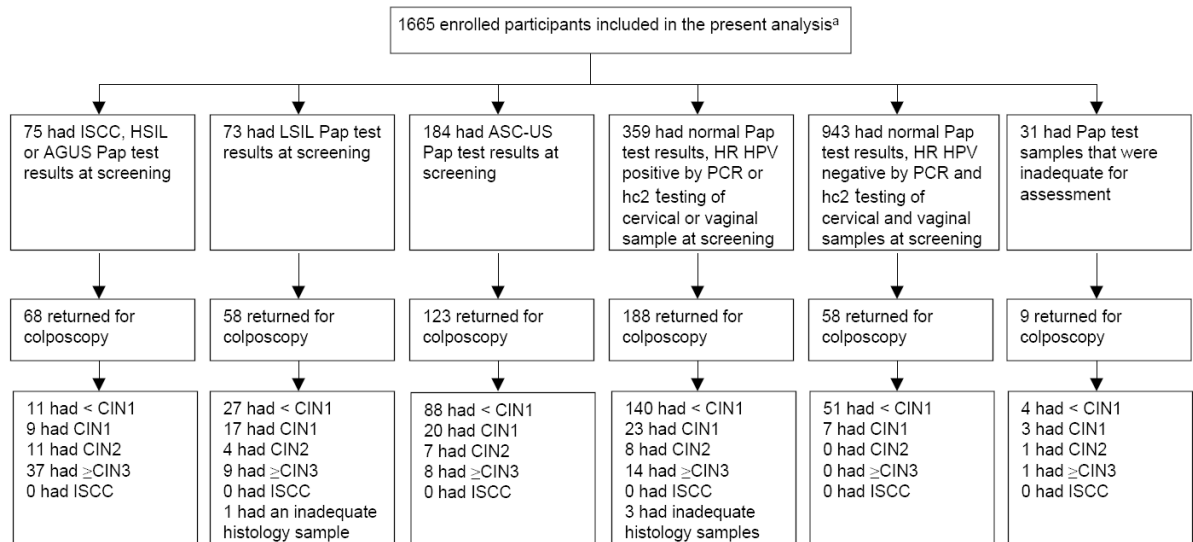 1665 enrolled participants included in the present analysisª
75 had ISCC, HSIL
or AGUS Pap test
results at screening
73 had LSIL Pap test
results at screening
184 had ASC-US
Pap test results at
screening
359 had normal Pap
test results, HR HPV
positive by PCR or
hc2 testing of
cervical or vaginal
sample at screening
943 had normal Pap
test results, HR HPV
negative by PCR and
hc2 testing of
cervical and vaginal
samples at screening
31 had Pap test
samples that were
inadequate for
assessment
68 returned for
colposcopy
58 returned for
colposcopy
123 returned for
colposcopy
188 returned for
colposcopy
58 returned for
colposcopy
9 returned for
colposcopy
11 had < CIN1
9 had CIN1
11 had CIN2
37 had ≥CIN3
0 had ISCC
27 had < CIN1
17 had CIN1
4 had CIN2
9 had ≥CIN3
0 had ISCC
1 had an inadequate
histology sample
88 had < CIN1
20 had CIN1
7 had CIN2
8 had ≥CIN3
0 had ISCC
140 had < CIN1
23 had CIN1
8 had CIN2
14 had ≥CIN3
0 had ISCC
3 had inadequate
histology samples
51 had < CIN1
7 had CIN1
0 had CIN2
0 had ≥CIN3
0 had ISCC
4 had < CIN1
3 had CIN1
1 had CIN2
1 had ≥CIN3
0 had ISCC